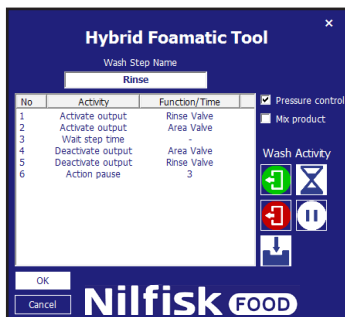 ×
Hybrid Foamatic Tool
Wash Step Name
Rinse
No Activity Function/Time
1 Activate output Rinse Valve
2 Activate output Area Valve
3 Wait step time -
4 Deactivate output Area Valve
5 Deactivate output Rinse Valve
6 Action pause 3
Pressure control
Mix product
Wash Activity
OK
Cancel
Nilfisk FOOD